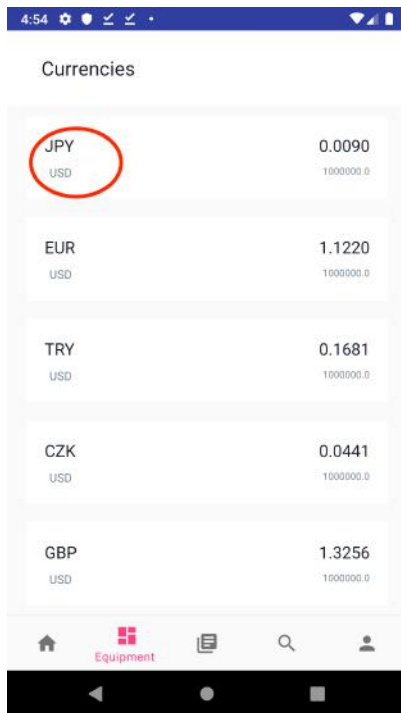 4:54
Currencies
JPY 0.0090
USD 1000000.0
EUR 1.1220
USD 1000000.0
TRY 0.1681
USD 1000000.0
CZK 0.0441
USD 1000000.0
GBP 1.3256
USD 1000000.0
Equipment